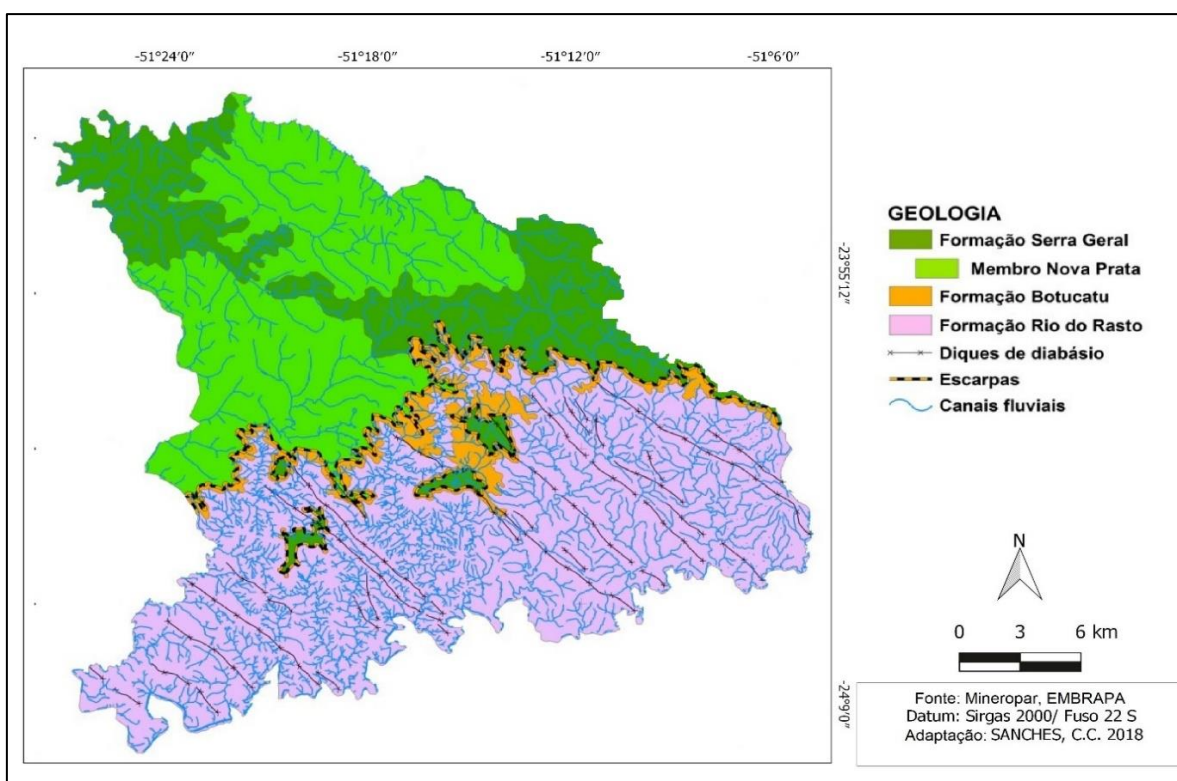 -51°24'0" -51°18'0" -51°12'0" -51°6'0"
-23°55'12"
-24°9'0"
GEOLOGIA
Formação Serra Geral
Membro Nova Prata
Formação Botucatu
Formação Rio do Rasto
Diques de diabásio
Escarpas
Canais fluviais
N
0 3 6 km
Fonte: Mineropar, EMBRAPA
Datum: Sirgas 2000/ Fuso 22 S
Adaptação: SANCHES, C.C. 2018